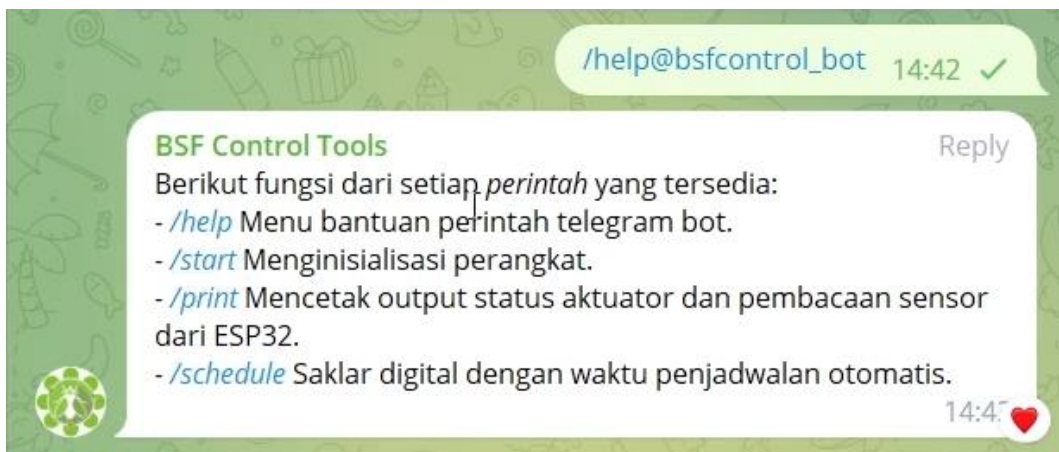 /help@bsfcontrol_bot 14:42
BSF Control Tools Reply
Berikut fungsi dari setiap perintah yang tersedia:
- /help Menu bantuan perintah telegram bot.
- /start Menginisialisasi perangkat.
- /print Mencetak output status aktuator dan pembacaan sensor
dari ESP32.
- /schedule Saklar digital dengan waktu penjadwalan otomatis.